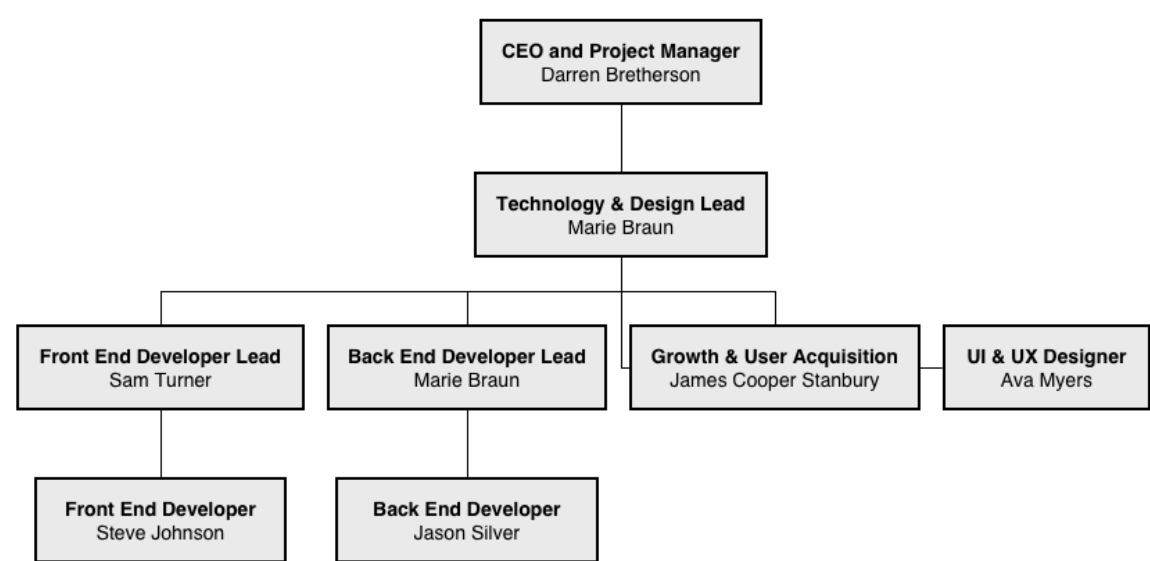 CEO and Project Manager
Darren Bretherson
Technology & Design Lead
Marie Braun
Front End Developer Lead
Sam Turner
Back End Developer Lead
Marie Braun
Growth & User Acquisition
James Cooper Stanbury
UI & UX Designer
Ava Myers
Front End Developer
Steve Johnson
Back End Developer
Jason Silver